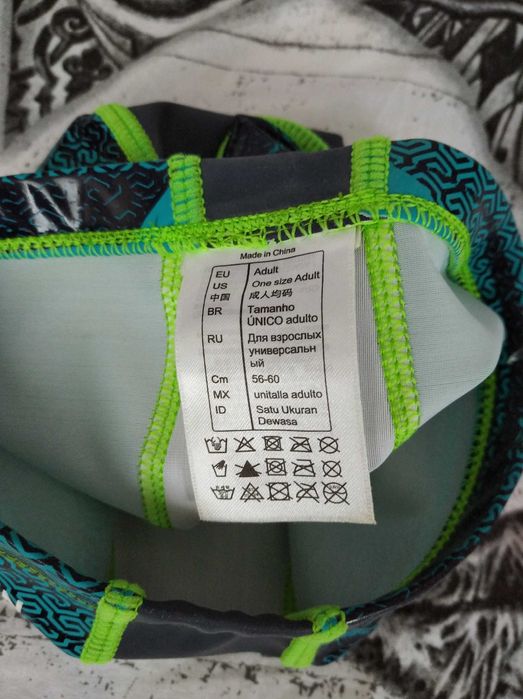 Made in China
EU Adult
US One size Adult
中国 成人均码
BR Tamanho
ÚNICO adulto
RU Для взрослых
универсальн
ый
Cm 56-60
MX unitalla adulto
ID Satu Ukuran
Dewasa